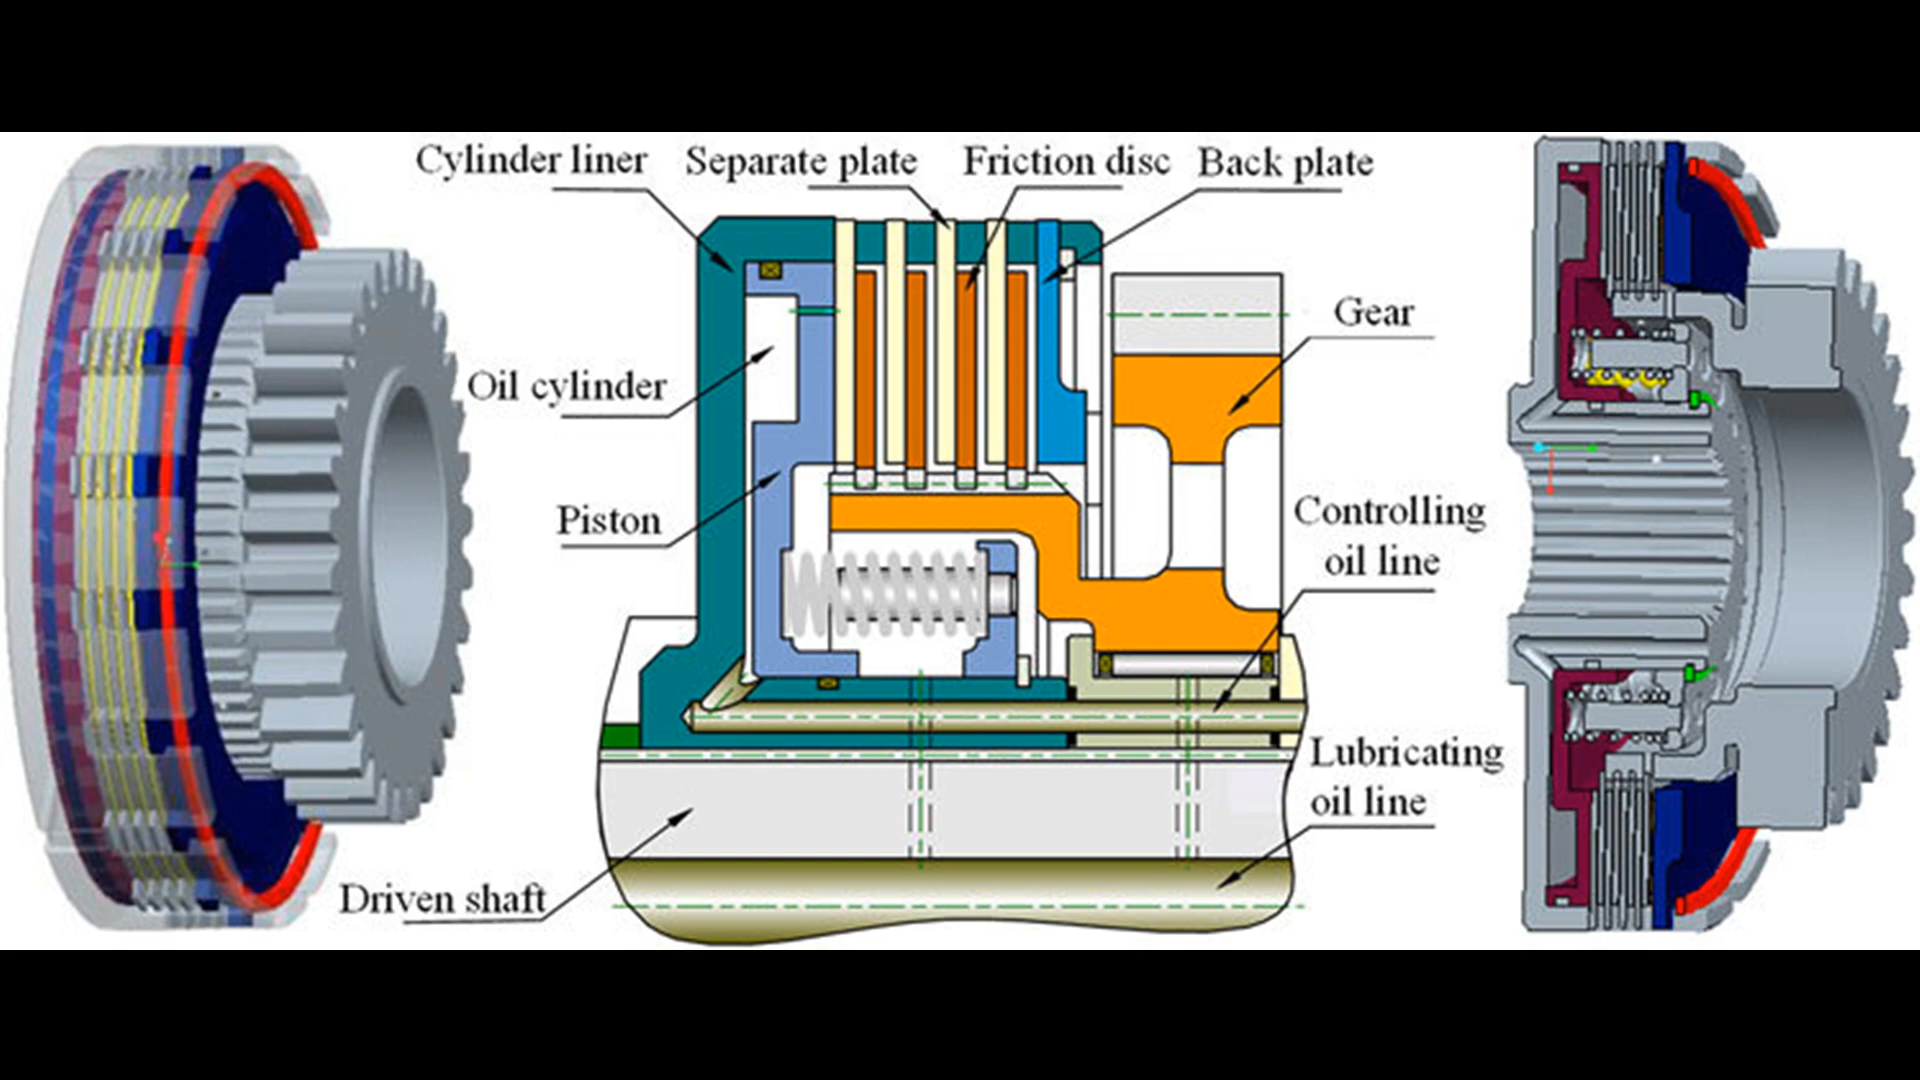 Cylinder liner
Separate plate
Friction disc
Back plate
Gear
Oil cylinder
Piston
Controlling
oil line
Lubricating
oil line
Driven shaft